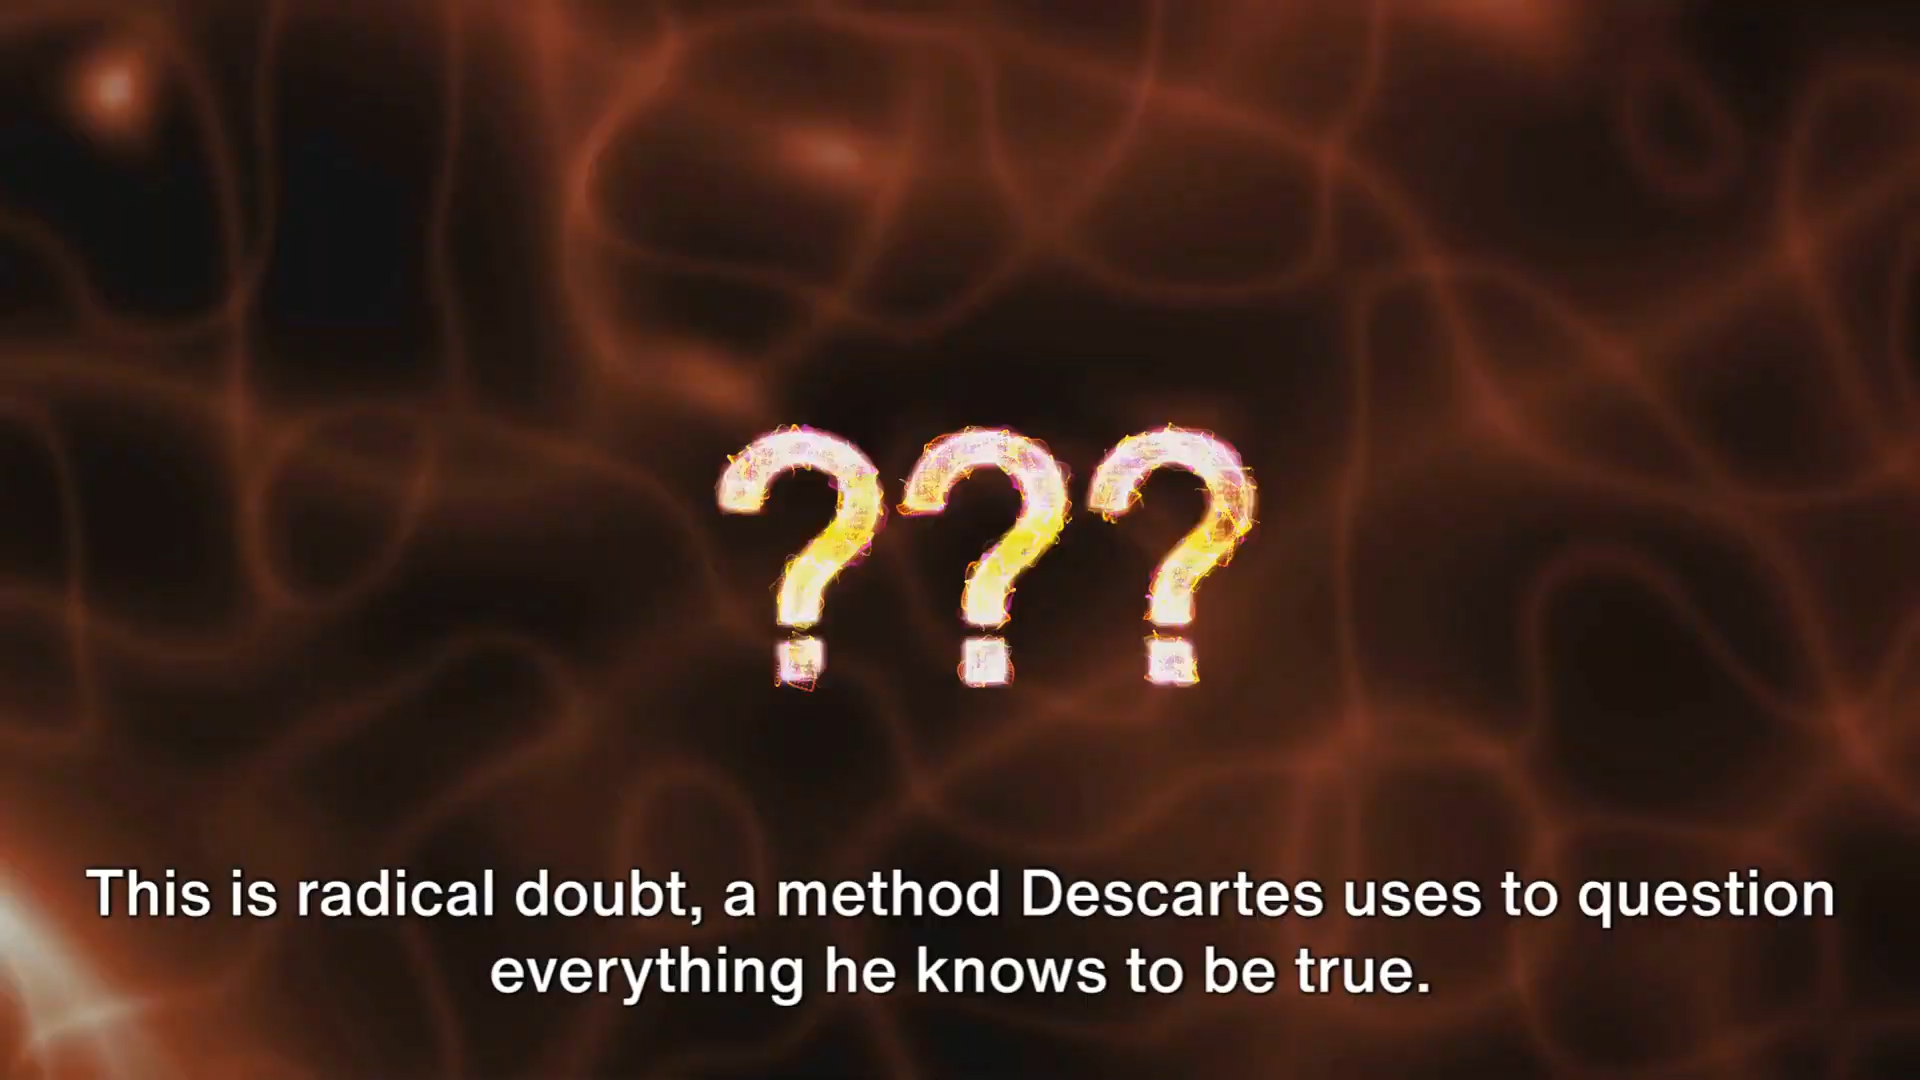 ???
This is radical doubt, a method Descartes uses to question
everything he knows to be true.